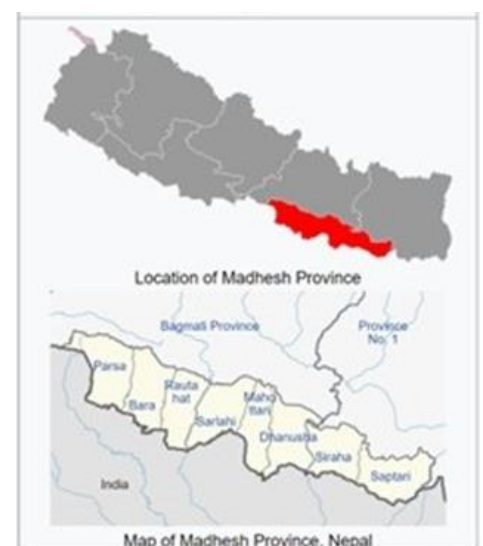 Location of Madhesh Province
Bagmati Province
Province
No. 1
Parsa
Bara
Rauta
hat
Sarlahi
Maho
ttari
Dhanusha
Siraha
Saptari
India
Map of Madhesh Province, Nepal